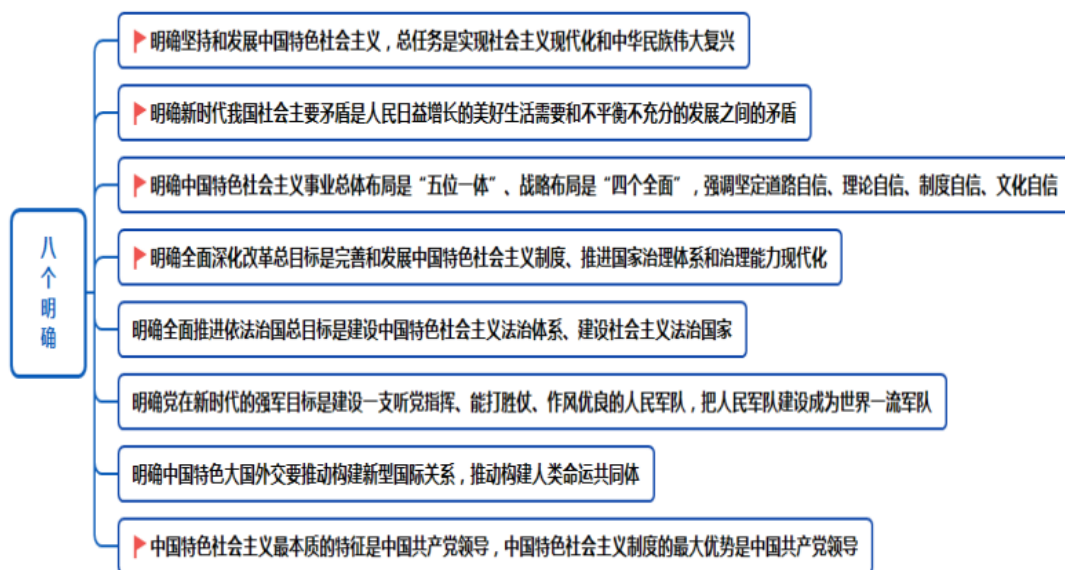 八个明确
明确坚持和发展中国特色社会主义，总任务是实现社会主义现代化和中华民族伟大复兴
明确新时代我国社会主要矛盾是人民日益增长的美好生活需要和不平衡不充分的发展之间的矛盾
明确中国特色社会主义事业总体布局是“五位一体”、战略布局是“四个全面”，强调坚定道路自信、理论自信、制度自信、文化自信
明确全面深化改革总目标是完善和发展中国特色社会主义制度、推进国家治理体系和治理能力现代化
明确全面推进依法治国总目标是建设中国特色社会主义法治体系、建设社会主义法治国家
明确党在新时代的强军目标是建设一支听党指挥、能打胜仗、作风优良的人民军队，把人民军队建设成为世界一流军队
明确中国特色大国外交要推动构建新型国际关系，推动构建人类命运共同体
中国特色社会主义最本质的特征是中国共产党领导，中国特色社会主义制度的最大优势是中国共产党领导